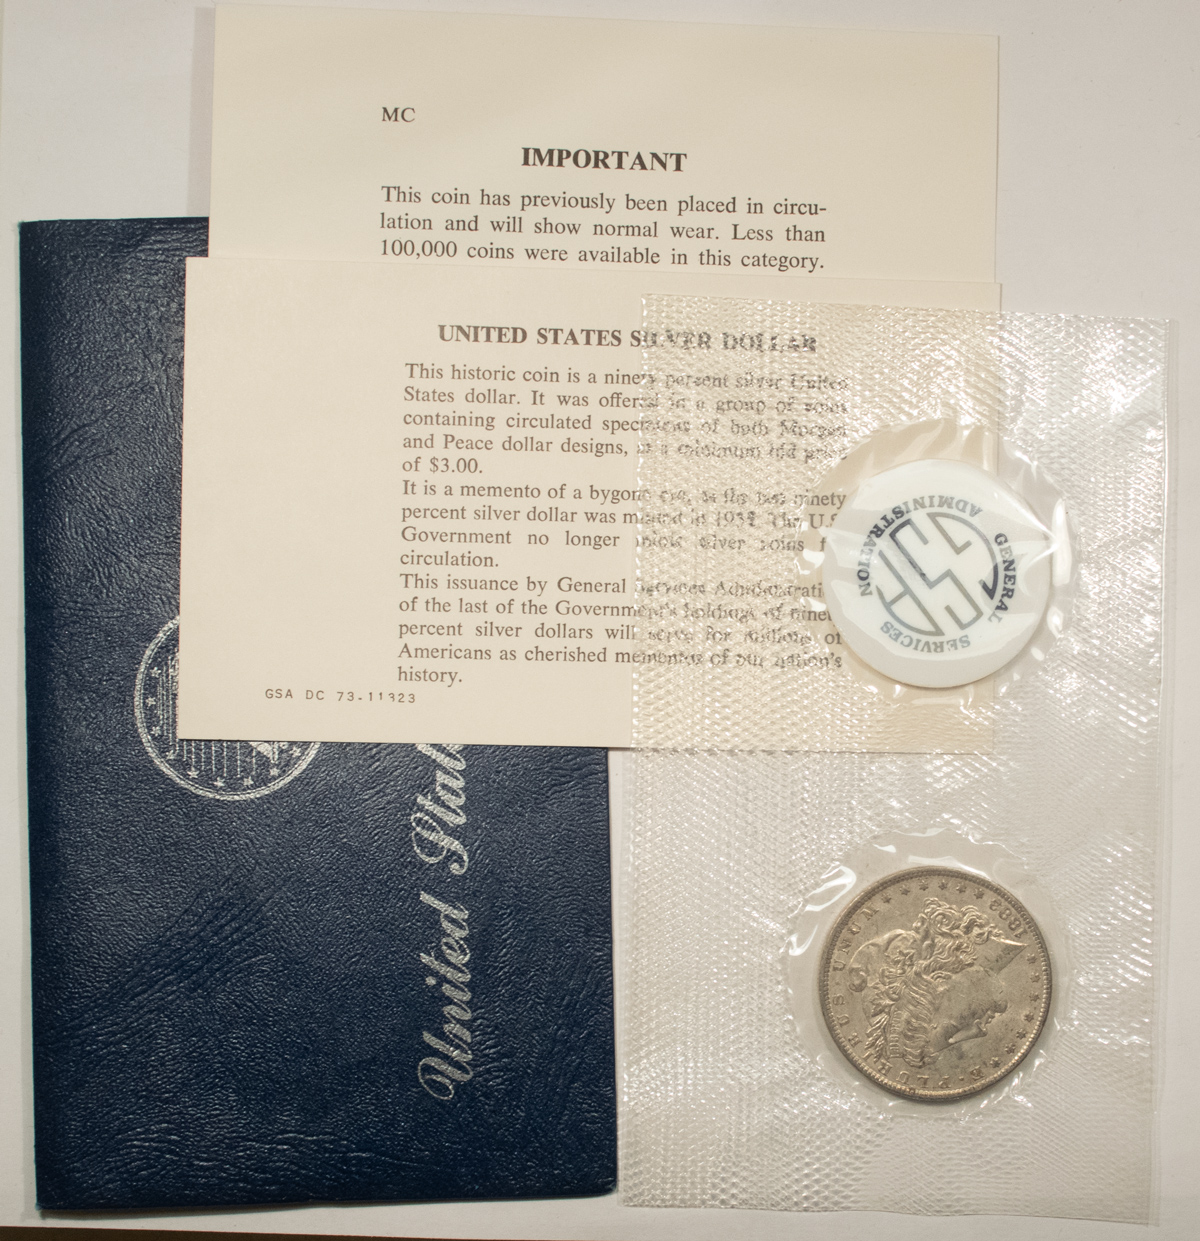 MC
IMPORTANT
This coin has previously been placed in circu-
lation and will show normal wear. Less than
100,000 coins were available in this category.
UNITED STATES SILVER DOLLAR
This historic coin is a ninety percent silver United
States dollar. It was offered in a group of coins
containing circulated specimens of both Morgan
and Peace dollar designs, at a minimum bid price
of $3.00.
It is a memento of a bygone era, as the last ninety
percent silver dollar was minted in 1935. The U.S.
Government no longer mints silver coins
circulation.
This issuance by General Services Administration
of the last of the Government's holdings of ninety
percent silver dollars will serve for millions of
Americans as cherished mementos of our nation's
history.
GSA DC 73-11323
GENERAL SERVICES ADMINISTRATION
GSA
United
E·PLURIBUS·UNUM